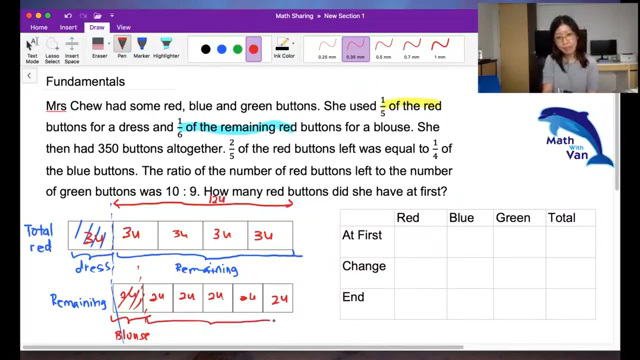 Math Sharing > New Section 1
Home Insert Draw View
Text Mode
Lasso Select
Insert Space
Eraser
Pen
Marker
Highlighter
0.25 mm
0.35 mm
0.5 mm
0.7 mm
1 mm
Fundamentals
Mrs Chew had some red, blue and green buttons. She used 1/5 of the red
buttons for a dress and 1/6 of the remaining red buttons for a blouse. She
then had 350 buttons altogether. 2/5 of the red buttons left was equal to 1/4 of
the blue buttons. The ratio of the number of red buttons left to the number
of green buttons was 10 : 9. How many red buttons did she have at first?
Math With Van
12u
Total red
3u 3u 3u 3u 3u
dress
Remaining
Remaining
2u 2u 2u 2u 2u 2u
Blouse
Red Blue Green Total
At First
Change
End